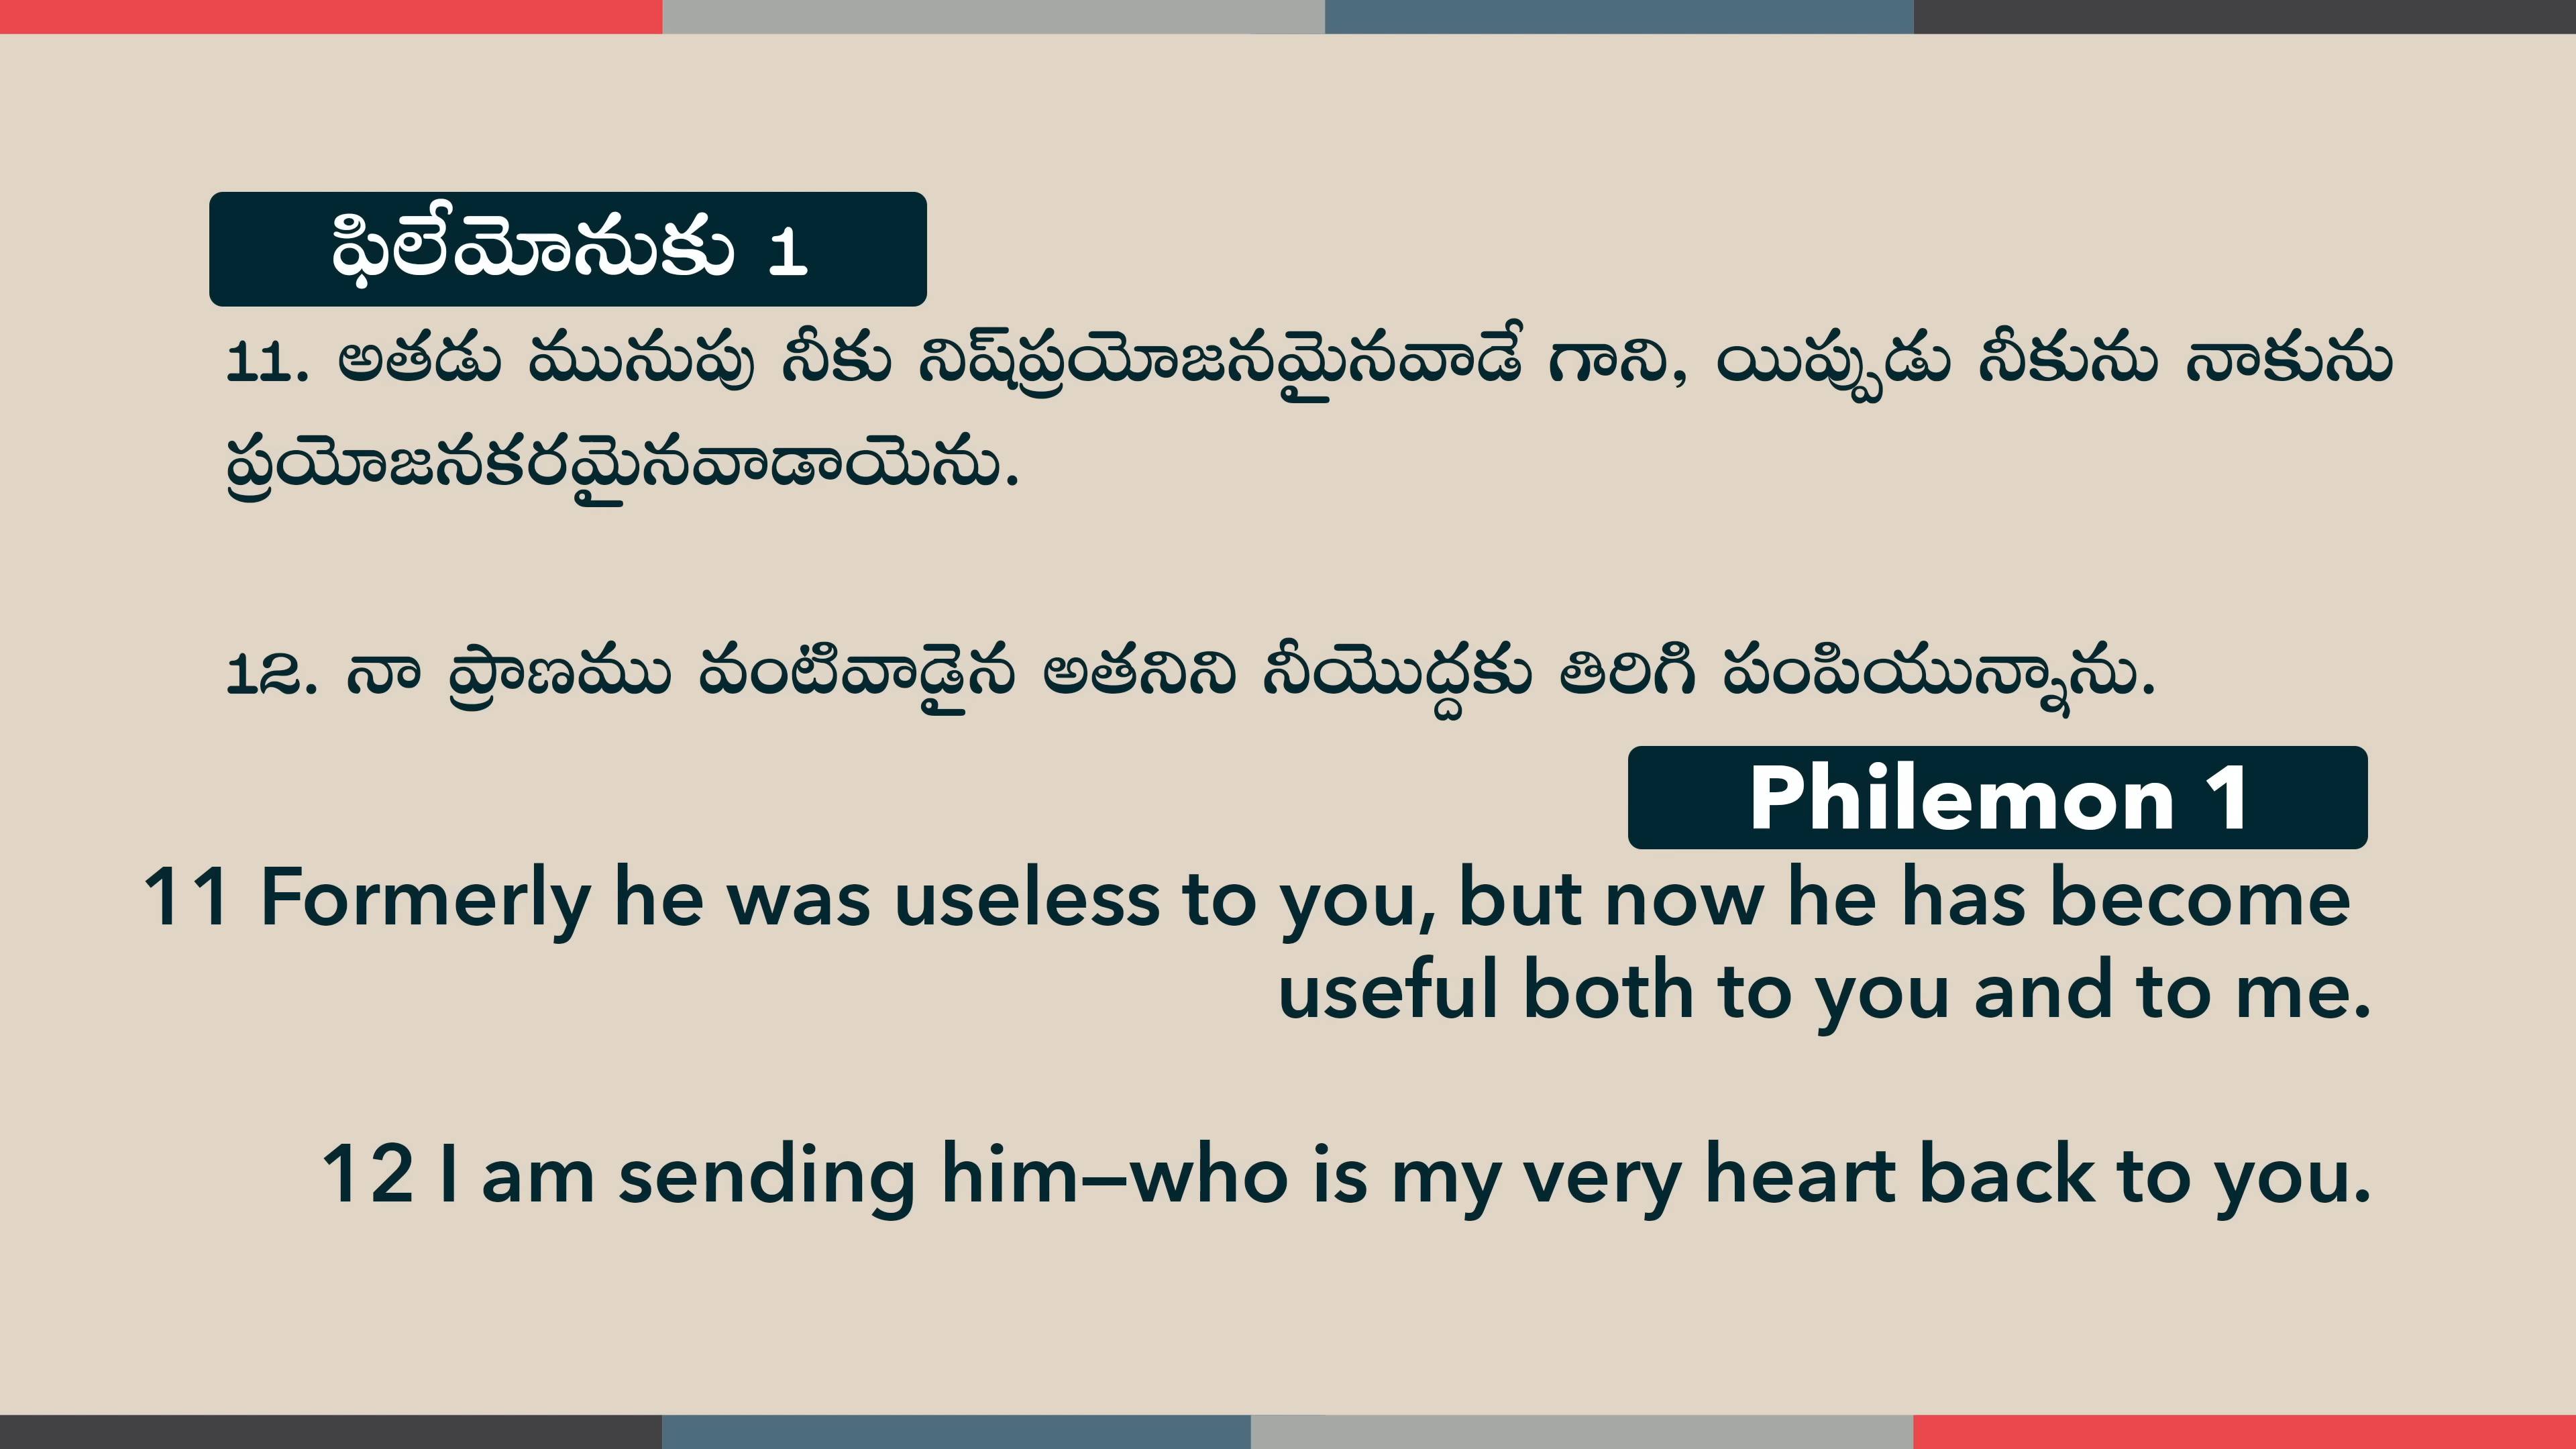 ఫిలేమోనుకు 1
11. అతడు మునుపు నీకు నిష్‌ప్రయోజనమైనవాడే గాని, యిప్పుడు నీకును నాకును
ప్రయోజనకరమైనవాడాయెను.
12. నా ప్రాణము వంటివాడైన అతనిని నీయొద్దకు తిరిగి పంపియున్నాను.
Philemon 1
11 Formerly he was useless to you, but now he has become
useful both to you and to me.
12 I am sending him—who is my very heart back to you.